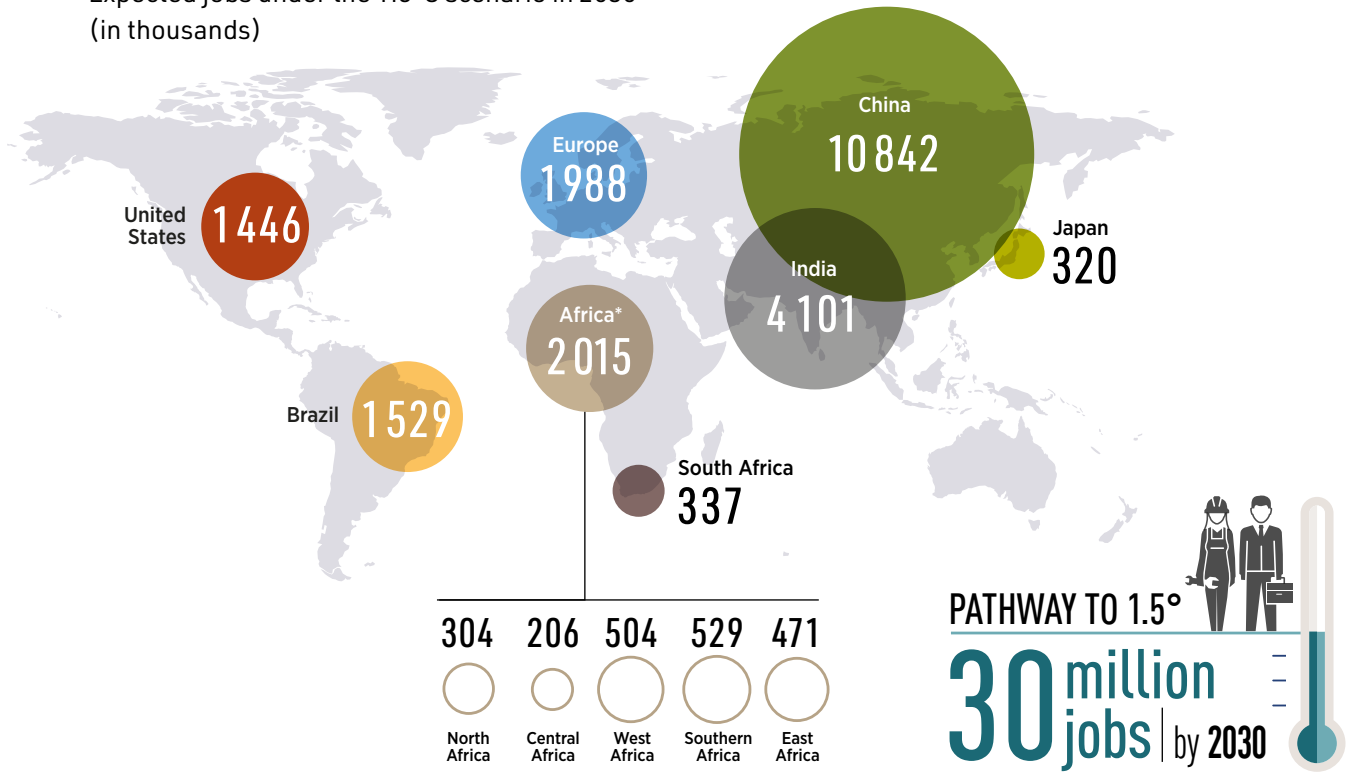 (in thousands)
China
10 842
Europe
1 988
United
States
1 446
Japan
320
India
4 101
Africa*
2 015
Brazil
1 529
South Africa
337
304 206 504 529 471
North
Africa
Central
Africa
West
Africa
Southern
Africa
East
Africa
PATHWAY TO 1.5°
30 million
jobs by 2030